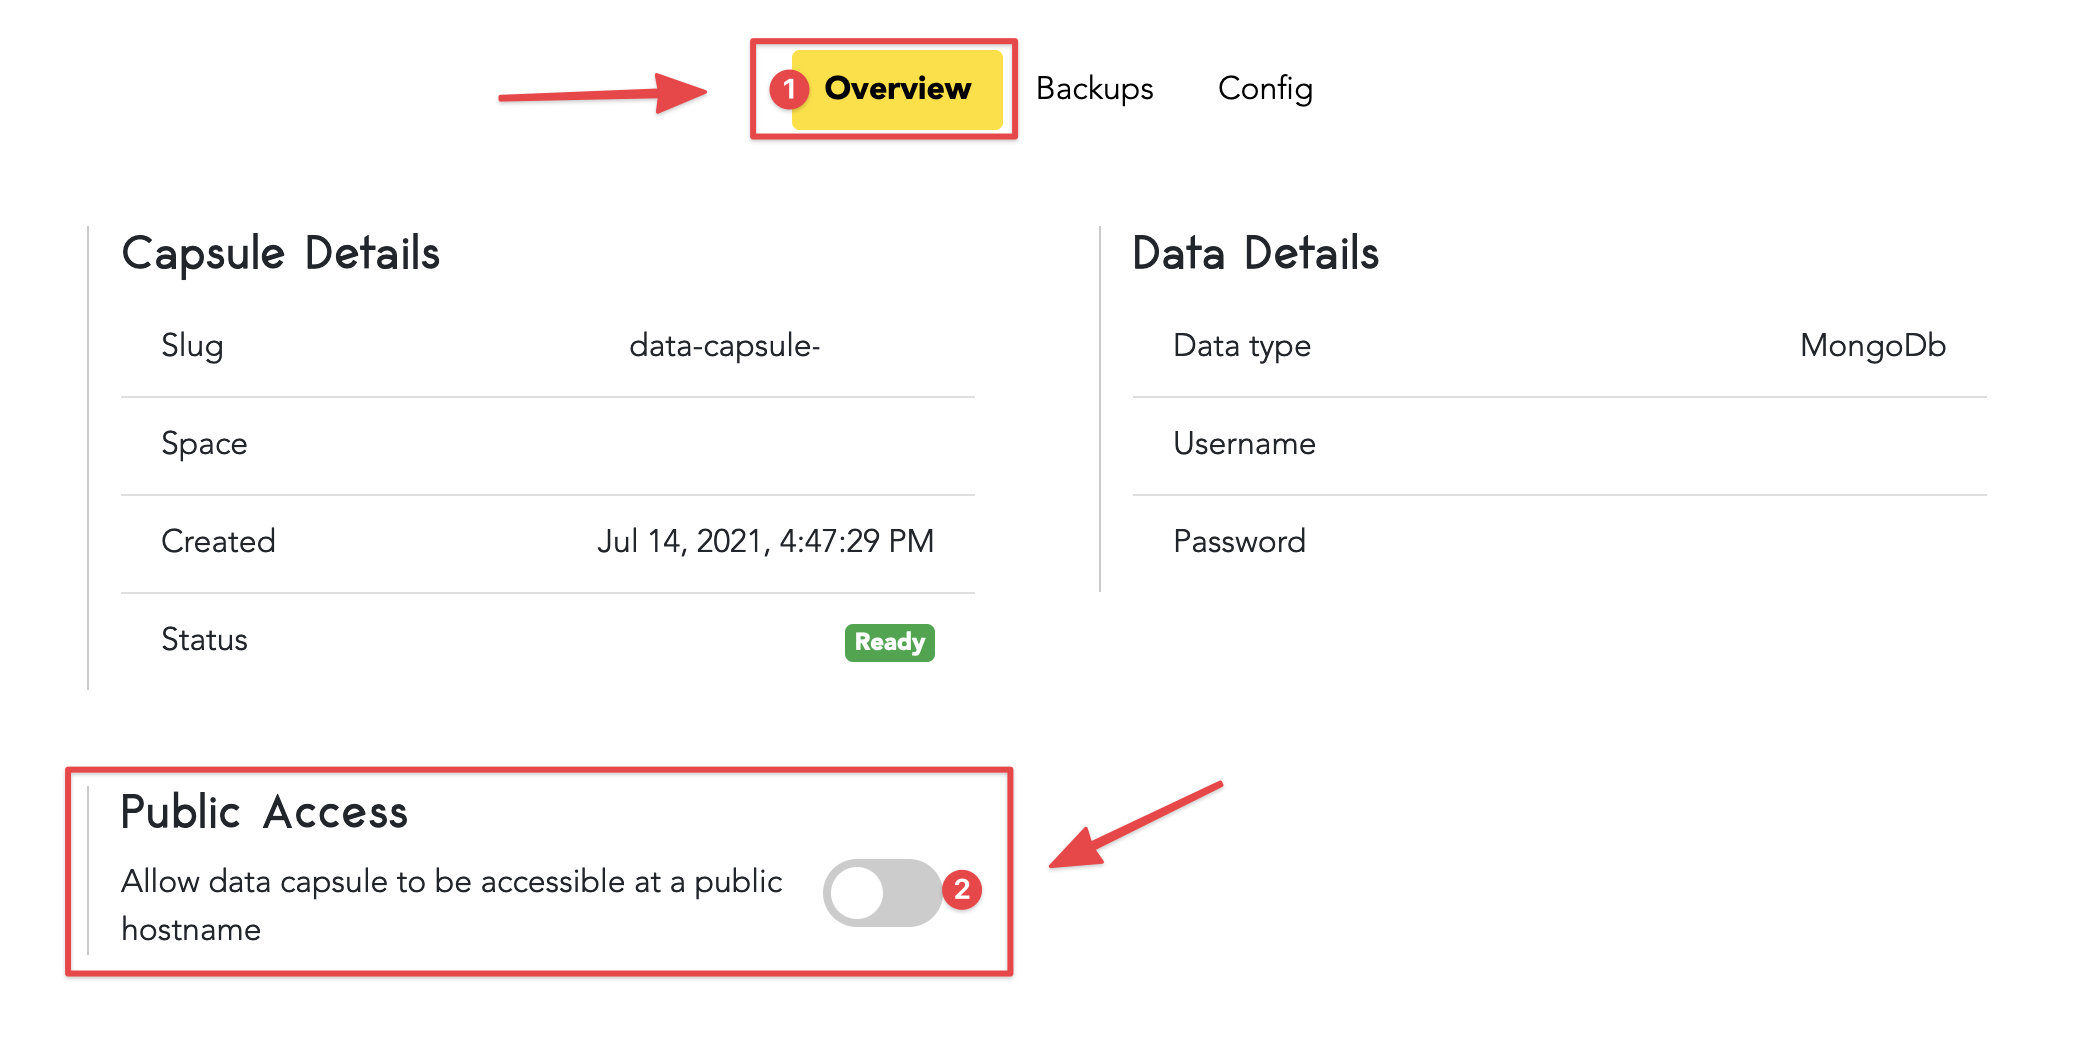 1 Overview Backups Config
Capsule Details
Slug data-capsule-
Space
Created Jul 14, 2021, 4:47:29 PM
Status Ready
Data Details
Data type MongoDb
Username
Password
Public Access
Allow data capsule to be accessible at a public
hostname
2